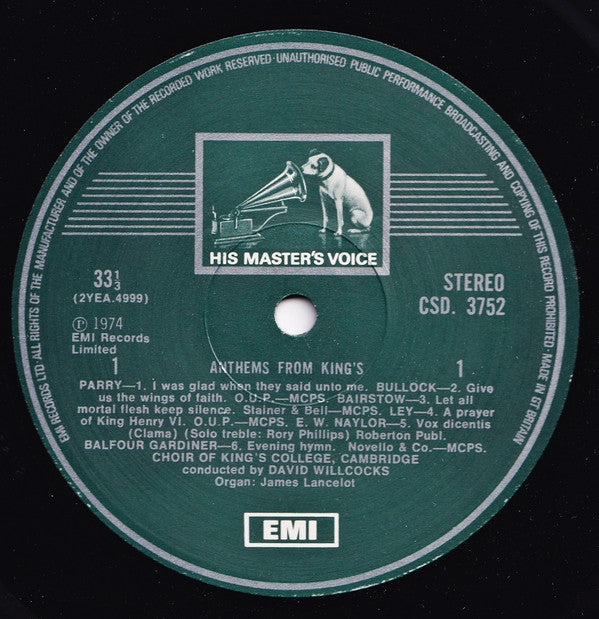 EMI RECORDS LTD ALL RIGHTS OF THE MANUFACTURER AND OF THE OWNER OF THE RECORDED WORK RESERVED · UNAUTHORISED PUBLIC PERFORMANCE BROADCASTING AND COPYING OF THIS RECORD PROHIBITED · MADE IN GT BRITAIN
HIS MASTER'S VOICE
33⅓
(2YEA.4999)
STEREO
CSD. 3752
Ⓟ 1974
EMI Records
Limited
1 ANTHEMS FROM KING'S 1
PARRY—1. I was glad when they said unto me. BULLOCK—2. Give
us the wings of faith. O.U.P.—MCPS. BAIRSTOW—3. Let all
mortal flesh keep silence. Stainer & Bell—MCPS. LEY—4. A prayer
of King Henry VI. O.U.P.—MCPS. E. W. NAYLOR—5. Vox dicentis
(Clama) (Solo treble: Rory Phillips) Roberton Publ.
BALFOUR GARDINER—6. Evening hymn. Novello & Co.—MCPS.
CHOIR OF KING'S COLLEGE, CAMBRIDGE
conducted by DAVID WILLCOCKS
Organ: James Lancelot
EMI